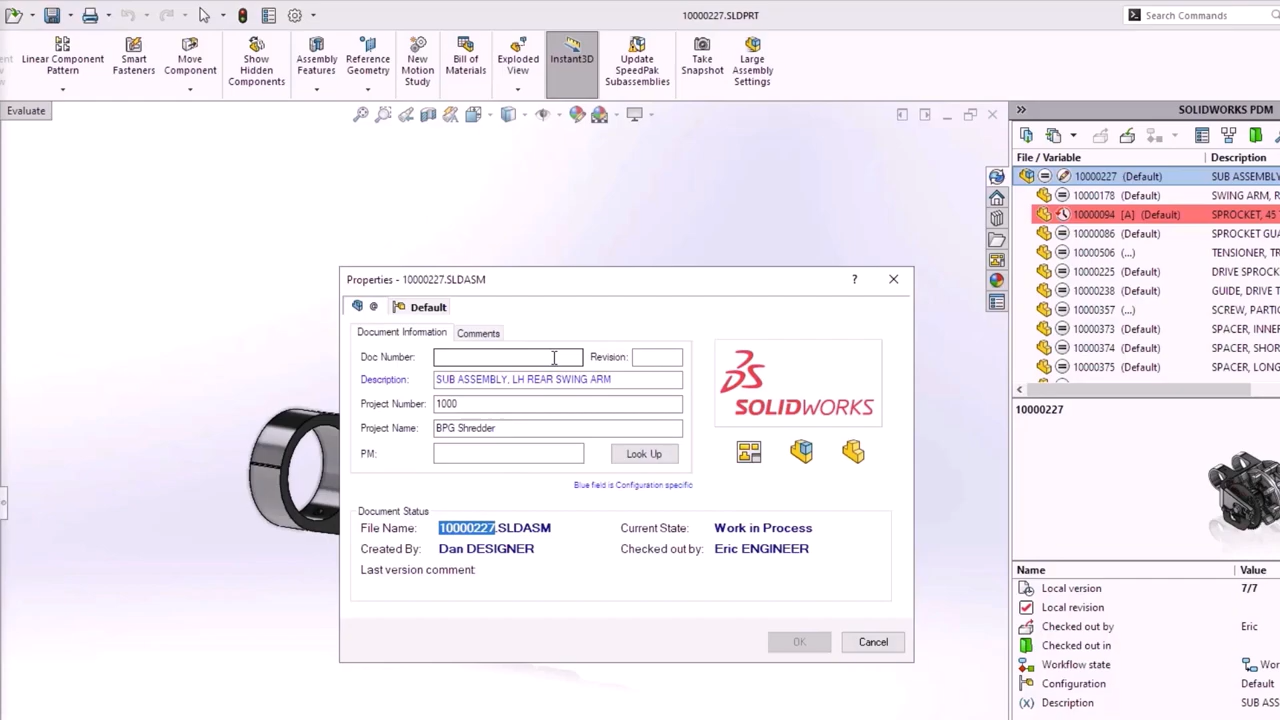 10000227.SLDPRT
Search Commands
Linear Component Pattern
Smart Fasteners
Move Component
Show Hidden Components
Assembly Features
Reference Geometry
New Motion Study
Bill of Materials
Exploded View
Instant3D
Update SpeedPak Subassemblies
Take Snapshot
Large Assembly Settings
Evaluate
SOLIDWORKS PDM
File / Variable Description
10000227 (Default) SUB ASSEMBLY
10000178 (Default) SWING ARM, R
10000094 [A] (Default) SPROCKET, 45
10000086 (Default) SPROCKET GUA
10000506 (...) TENSIONER, TR
10000225 (Default) DRIVE SPROCK
10000238 (Default) GUIDE, DRIVE T
10000357 (...) SCREW, PARTIC
10000373 (Default) SPACER, INNER
10000374 (Default) SPACER, SHOR
10000375 (Default) SPACER, LONG
Properties - 10000227.SLDASM ?
@ Default
Document Information Comments
Doc Number: Revision:
Description: SUB ASSEMBLY, LH REAR SWING ARM
Project Number: 1000
Project Name: BPG Shredder
PM: Look Up
Blue field is Configuration specific
SOLIDWORKS
Document Status
File Name: 10000227.SLDASM Current State: Work in Process
Created By: Dan DESIGNER Checked out by: Eric ENGINEER
Last version comment:
OK Cancel
10000227
Name Value
Local version 7/7
Local revision
Checked out by Eric
Checked out in
Workflow state Wor
Configuration Default
(x) Description SUB ASS